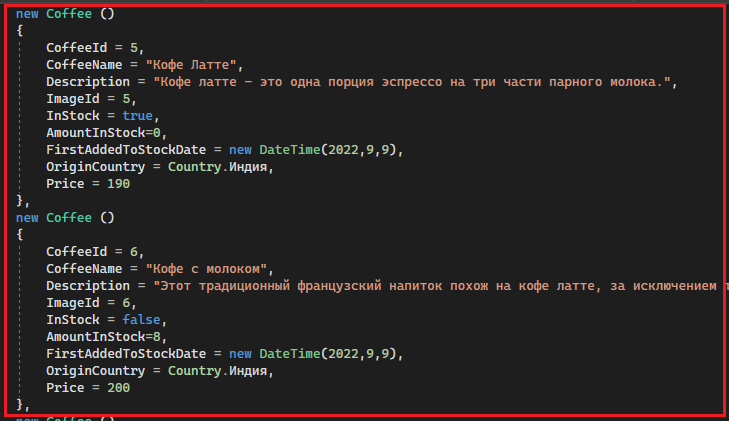 new Coffee ()
{
CoffeeId = 5,
CoffeeName = "Кофе Латте",
Description = "Кофе латте – это одна порция эспрессо на три части парного молока.",
ImageId = 5,
InStock = true,
AmountInStock=0,
FirstAddedToStockDate = new DateTime(2022,9,9),
OriginCountry = Country.Индия,
Price = 190
},
new Coffee ()
{
CoffeeId = 6,
CoffeeName = "Кофе с молоком",
Description = "Этот традиционный французский напиток похож на кофе латте, за исключением
ImageId = 6,
InStock = false,
AmountInStock=8,
FirstAddedToStockDate = new DateTime(2022,9,9),
OriginCountry = Country.Индия,
Price = 200
},
new Coffee ()